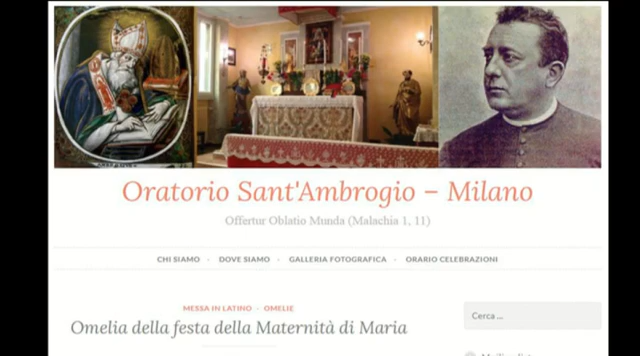 Oratorio Sant'Ambrogio – Milano
Offertur Oblatio Munda (Malachia 1, 11)
CHI SIAMO - DOVE SIAMO - GALLERIA FOTOGRAFICA - ORARIO CELEBRAZIONI
MESSA IN LATINO - OMELIE
Cerca ...
Omelia della festa della Maternità di Maria